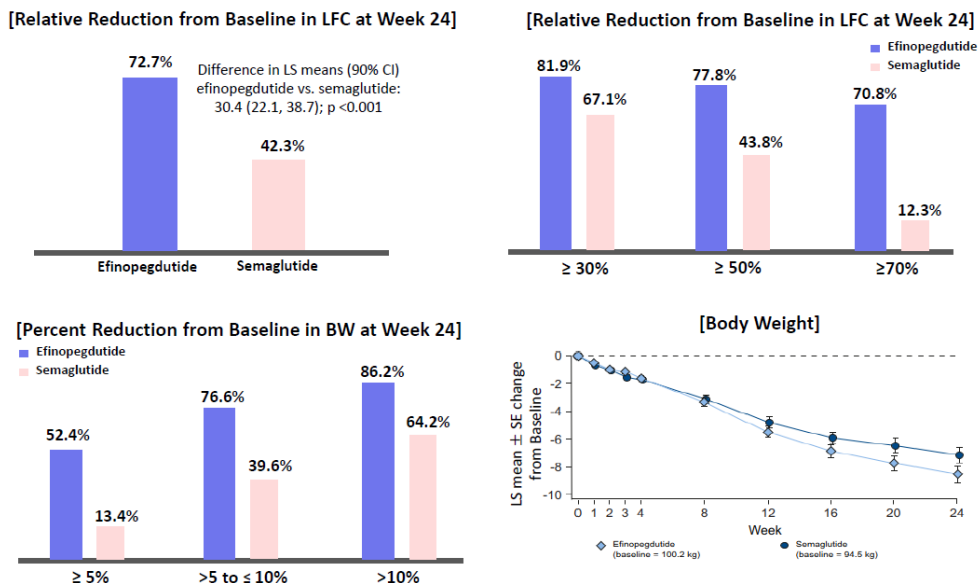 [Relative Reduction from Baseline in LFC at Week 24]
72.7%
Difference in LS means (90% CI)
efinopegdutide vs. semaglutide:
30.4 (22.1, 38.7); p <0.001
42.3%
Efinopegdutide
Semaglutide
[Relative Reduction from Baseline in LFC at Week 24]
Efinopegdutide
Semaglutide
81.9%
67.1%
77.8%
43.8%
70.8%
12.3%
≥ 30%
≥ 50%
≥70%
[Percent Reduction from Baseline in BW at Week 24]
Efinopegdutide
Semaglutide
52.4%
13.4%
76.6%
39.6%
86.2%
64.2%
≥ 5%
>5 to ≤ 10%
>10%
[Body Weight]
LS mean ± SE change
from Baseline
0
-2
-4
-6
-8
-10
0 1 2 3 4 8 12 16 20 24
Week
Efinopegdutide
(baseline = 100.2 kg)
Semaglutide
(baseline = 94.5 kg)